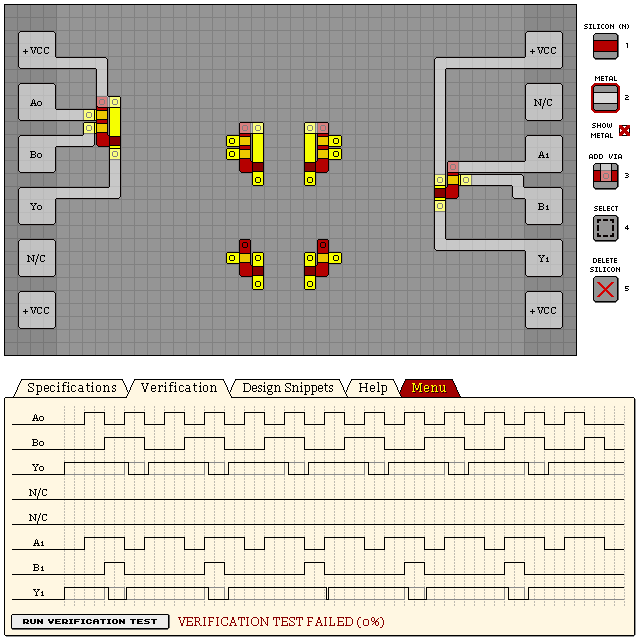 SILICON (N)
+VCC
+VCC
1
METAL
Ao
N/C
2
SHOW
METAL
Bo
A1
ADD VIA
3
Yo
B1
SELECT
4
N/C
Y1
DELETE
SILICON
5
+VCC
+VCC
Specifications
Verification
Design Snippets
Help
Menu
Ao
Bo
Yo
N/C
N/C
A1
B1
Y1
RUN VERIFICATION TEST
VERIFICATION TEST FAILED (0%)